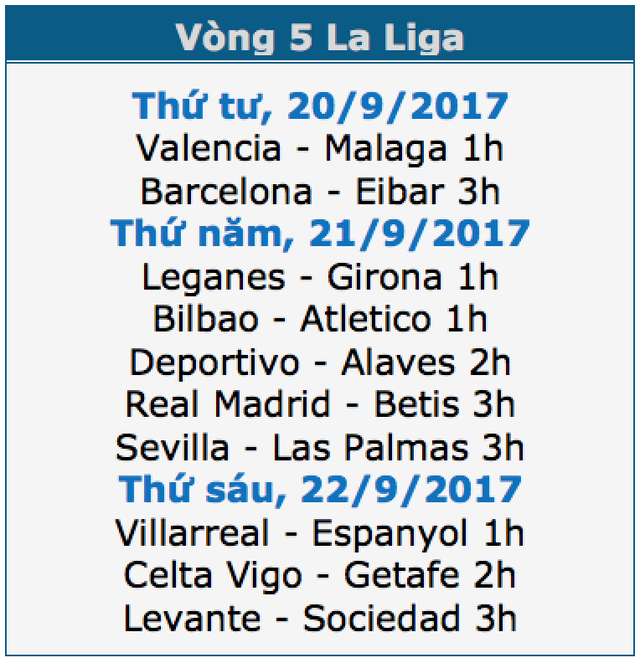 Vòng 5 La Liga
Thứ tư, 20/9/2017
Valencia - Malaga 1h
Barcelona - Eibar 3h
Thứ năm, 21/9/2017
Leganes - Girona 1h
Bilbao - Atletico 1h
Deportivo - Alaves 2h
Real Madrid - Betis 3h
Sevilla - Las Palmas 3h
Thứ sáu, 22/9/2017
Villarreal - Espanyol 1h
Celta Vigo - Getafe 2h
Levante - Sociedad 3h